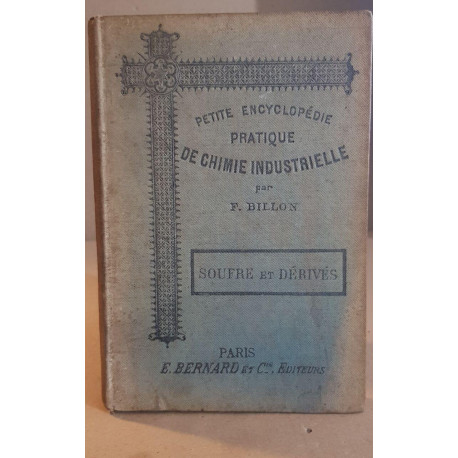 PETITE ENCYCLOPÉDIE
PRATIQUE
DE CHIMIE INDUSTRIELLE
par
F. BILLON
SOUFRE ET DÉRIVÉS
PARIS
E. BERNARD ET Cie, ÉDITEURS